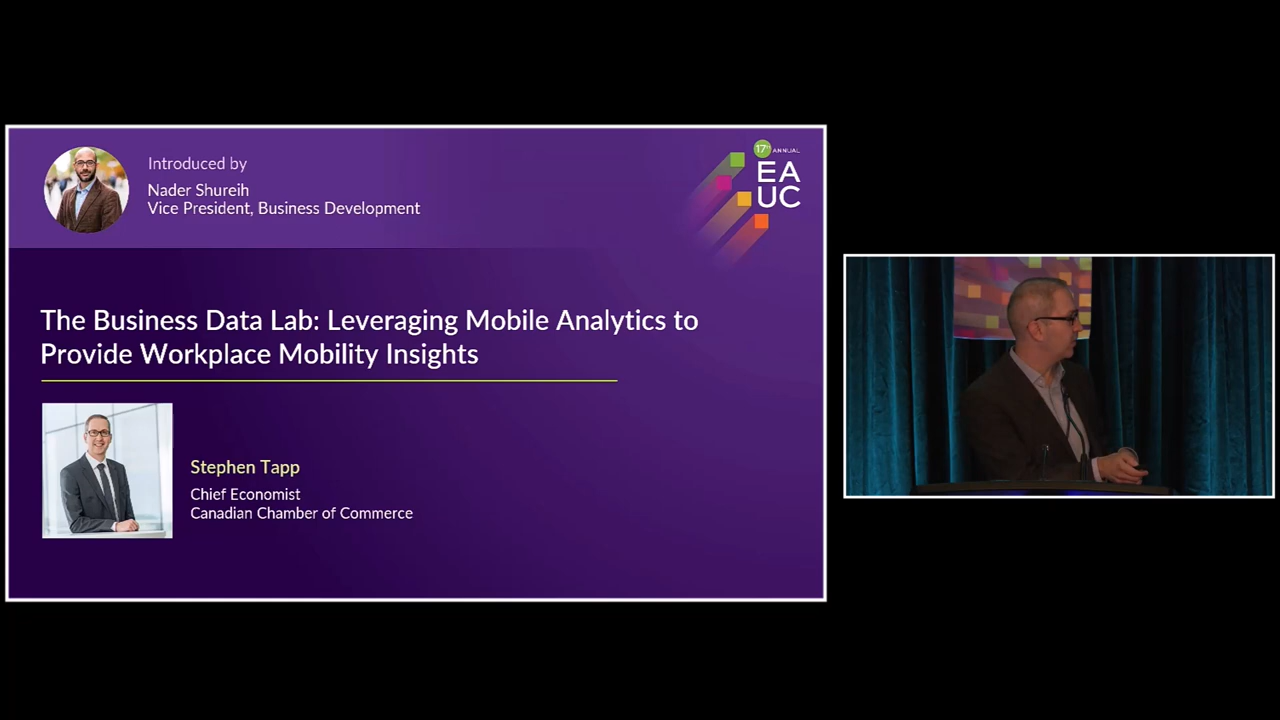 Introduced by
Nader Shureih
Vice President, Business Development
17th ANNUAL
EA
UC
The Business Data Lab: Leveraging Mobile Analytics to
Provide Workplace Mobility Insights
Stephen Tapp
Chief Economist
Canadian Chamber of Commerce